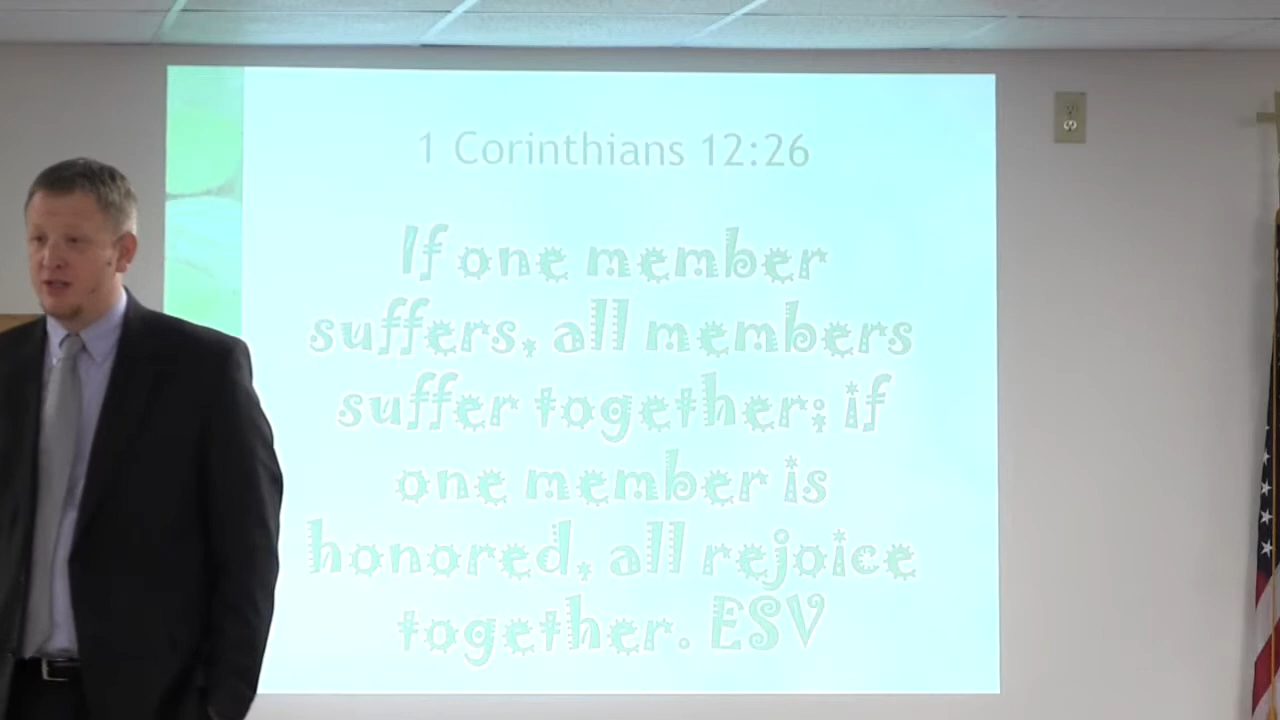 1 Corinthians 12:26
If one member
suffers, all members
suffer together; if
one member is
honored, all rejoice
together. ESV